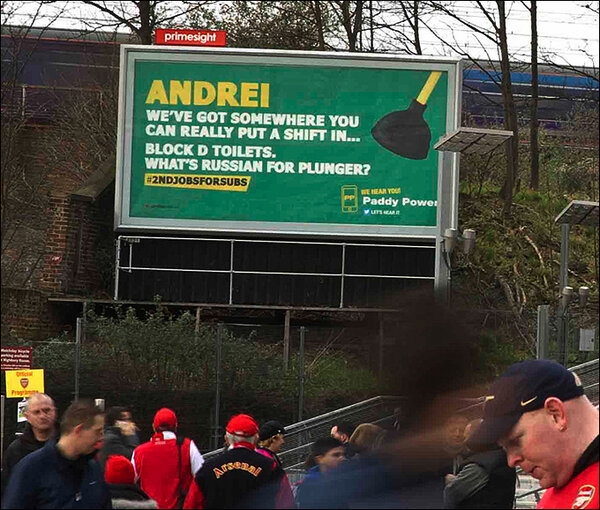 primesight
ANDREI
WE'VE GOT SOMEWHERE YOU
CAN REALLY PUT A SHIFT IN...
BLOCK D TOILETS.
WHAT'S RUSSIAN FOR PLUNGER?
#2NDJOBSFORSUBS
WE HEAR YOU!
PP
Paddy Power
LET'S HEAR IT
Official
Programme
Arsenal